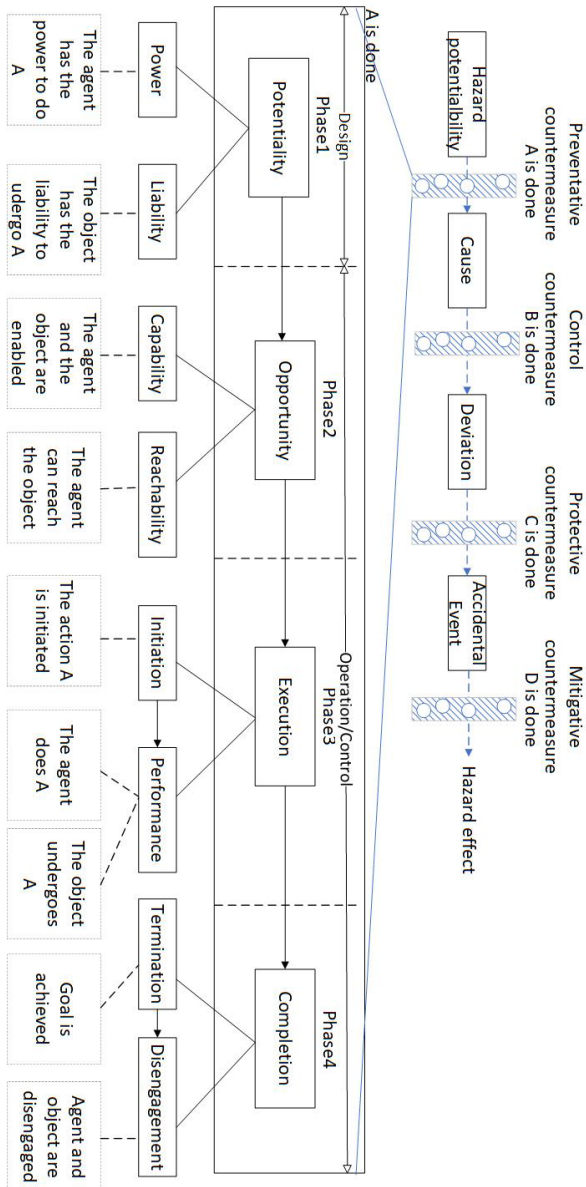 Preventative
countermeasure
A is done
Control
countermeasure
B is done
Protective
countermeasure
C is done
Mitigative
countermeasure
D is done
Hazard
potentialbility
Cause
Deviation
Accidental
Event
Hazard effect
A is done
Design
Operation/Control
Phase1
Phase2
Phase3
Phase4
Potentiality
Opportunity
Execution
Completion
Power
Liability
Capability
Reachability
Initiation
Performance
Termination
Disengagement
The agent
has the
power to do
A
The object
has the
liability to
udergo A
The agent
and the
object are
enabled
The agent
can reach
the object
The action A
is initiated
The agent
does A
The object
undergoes
A
Goal is
achieved
Agent and
object are
disengaged